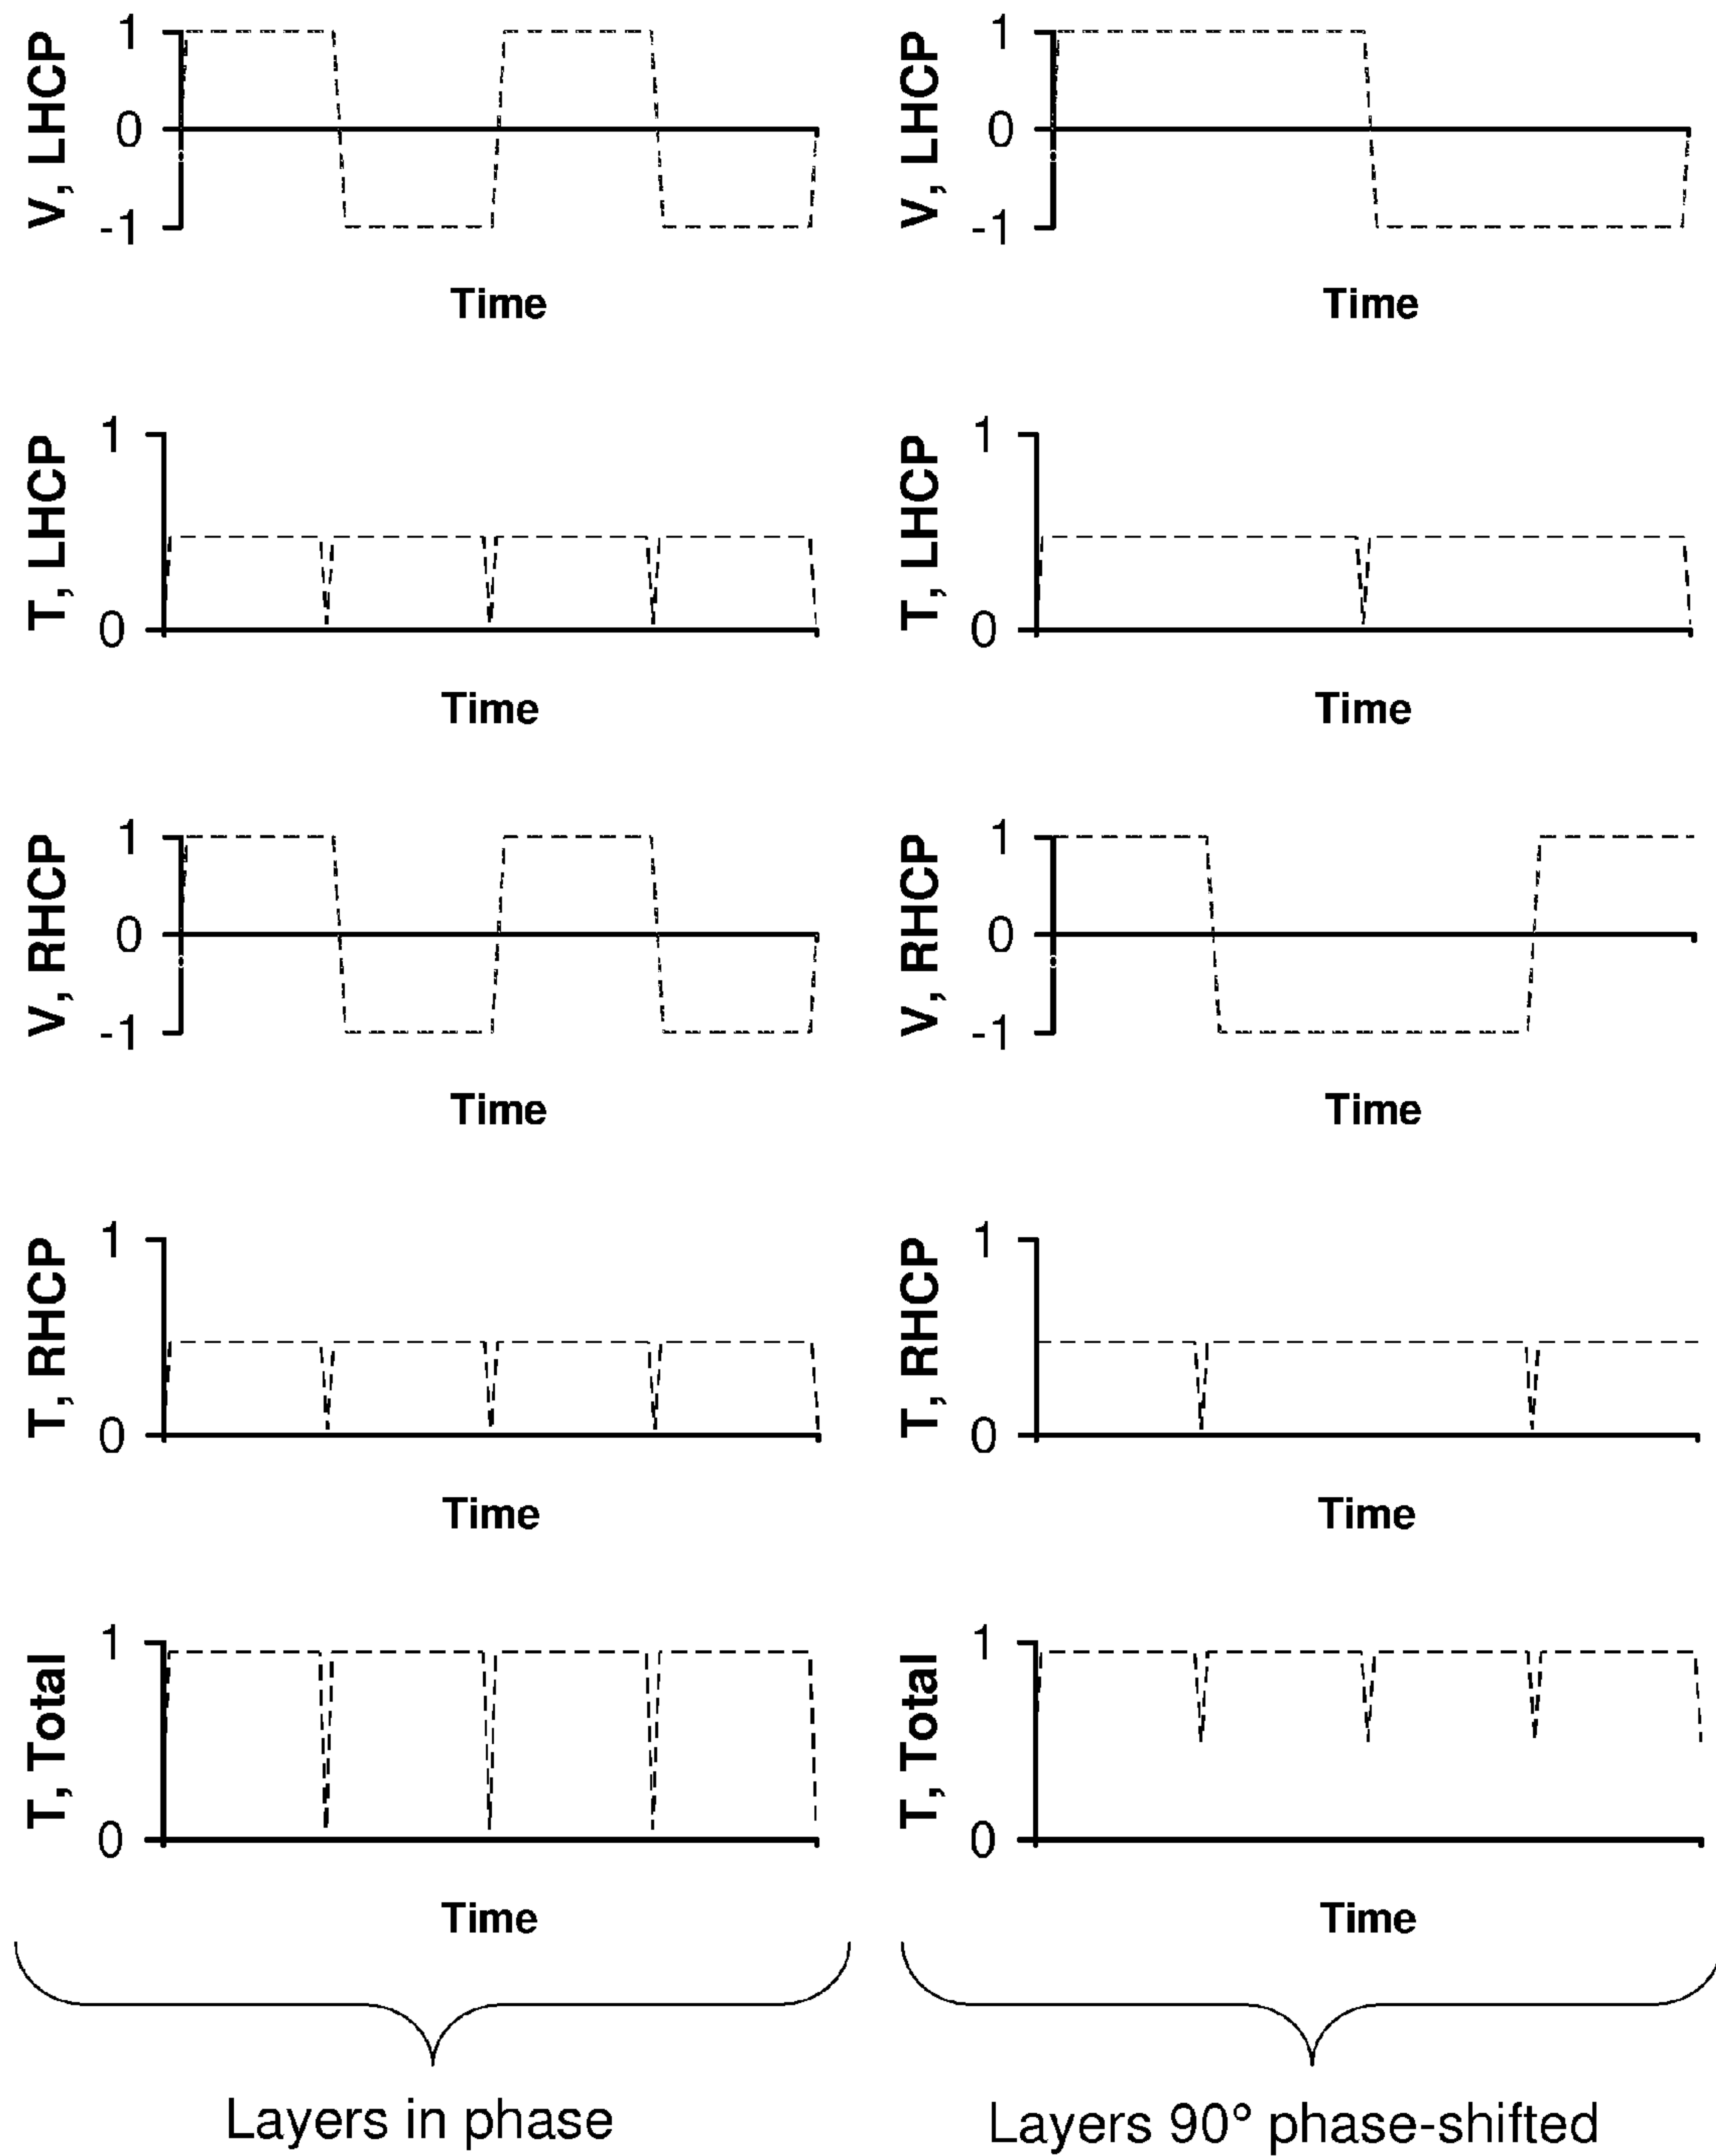 V, LHCP
1
0
-1
Time
V, LHCP
1
0
-1
Time
T, LHCP
1
0
Time
T, LHCP
1
0
Time
V, RHCP
1
0
-1
Time
V, RHCP
1
0
-1
Time
T, RHCP
1
0
Time
T, RHCP
1
0
Time
T, Total
1
0
Time
T, Total
1
0
Time
Layers in phase
Layers 90° phase-shifted